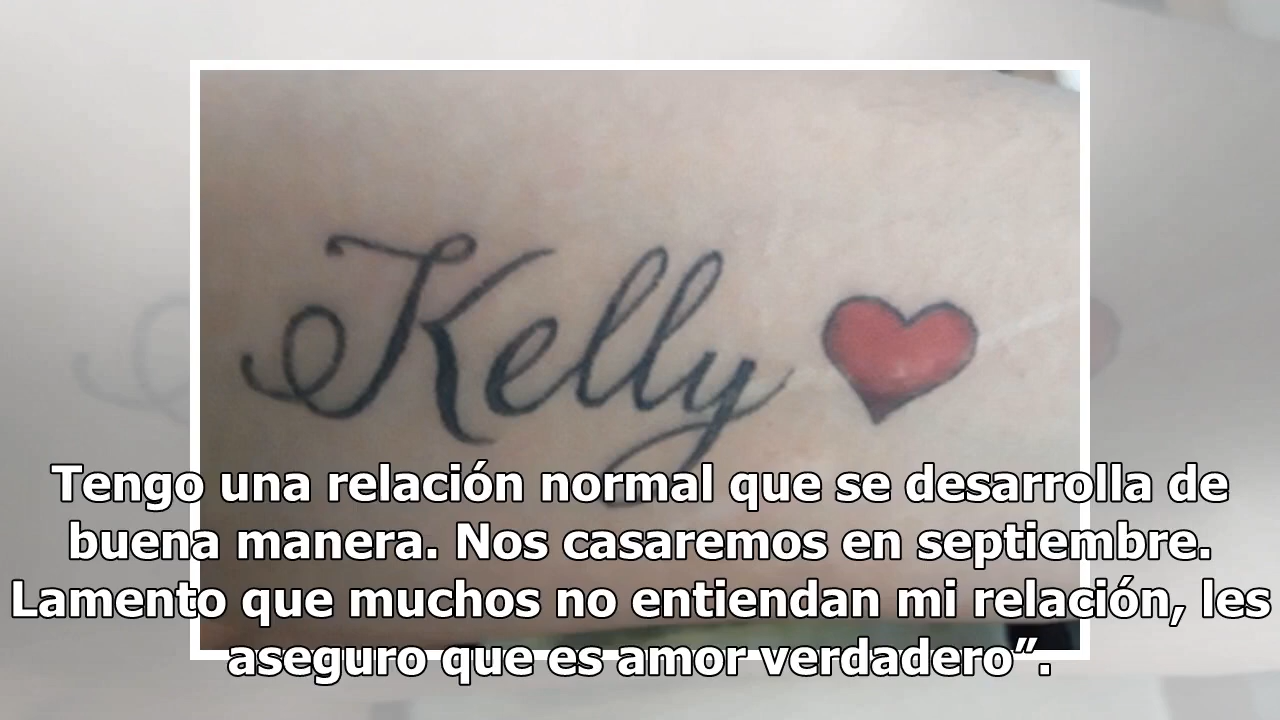 Kelly
Tengo una relación normal que se desarrolla de
buena manera. Nos casaremos en septiembre.
Lamento que muchos no entiendan mi relación, les
aseguro que es amor verdadero”.